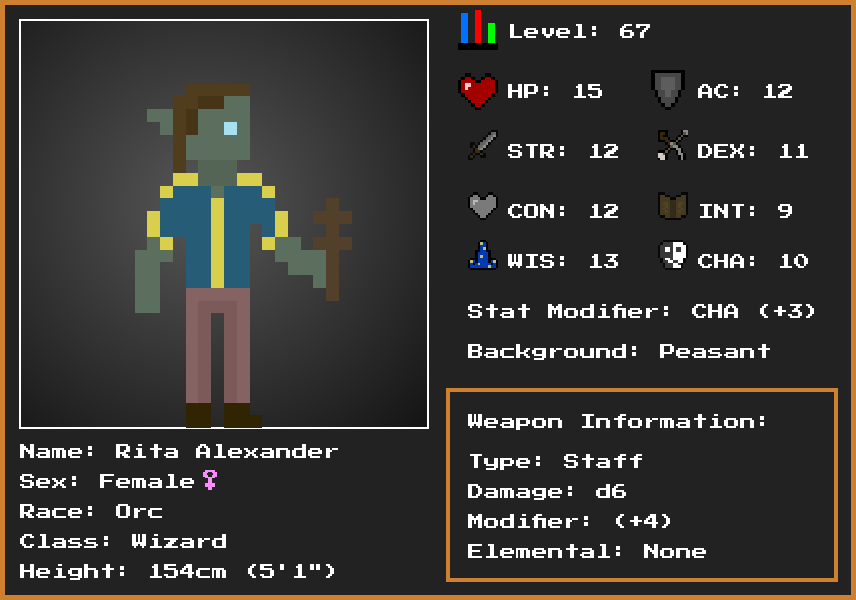 Level: 67
HP: 15
AC: 12
STR: 12
DEX: 11
CON: 12
INT: 9
WIS: 13
CHA: 10
Stat Modifier: CHA (+3)
Background: Peasant
Weapon Information:
Type: Staff
Damage: d6
Modifier: (+4)
Elemental: None
Name: Rita Alexander
Sex: Female♀
Race: Orc
Class: Wizard
Height: 154cm (5'1")